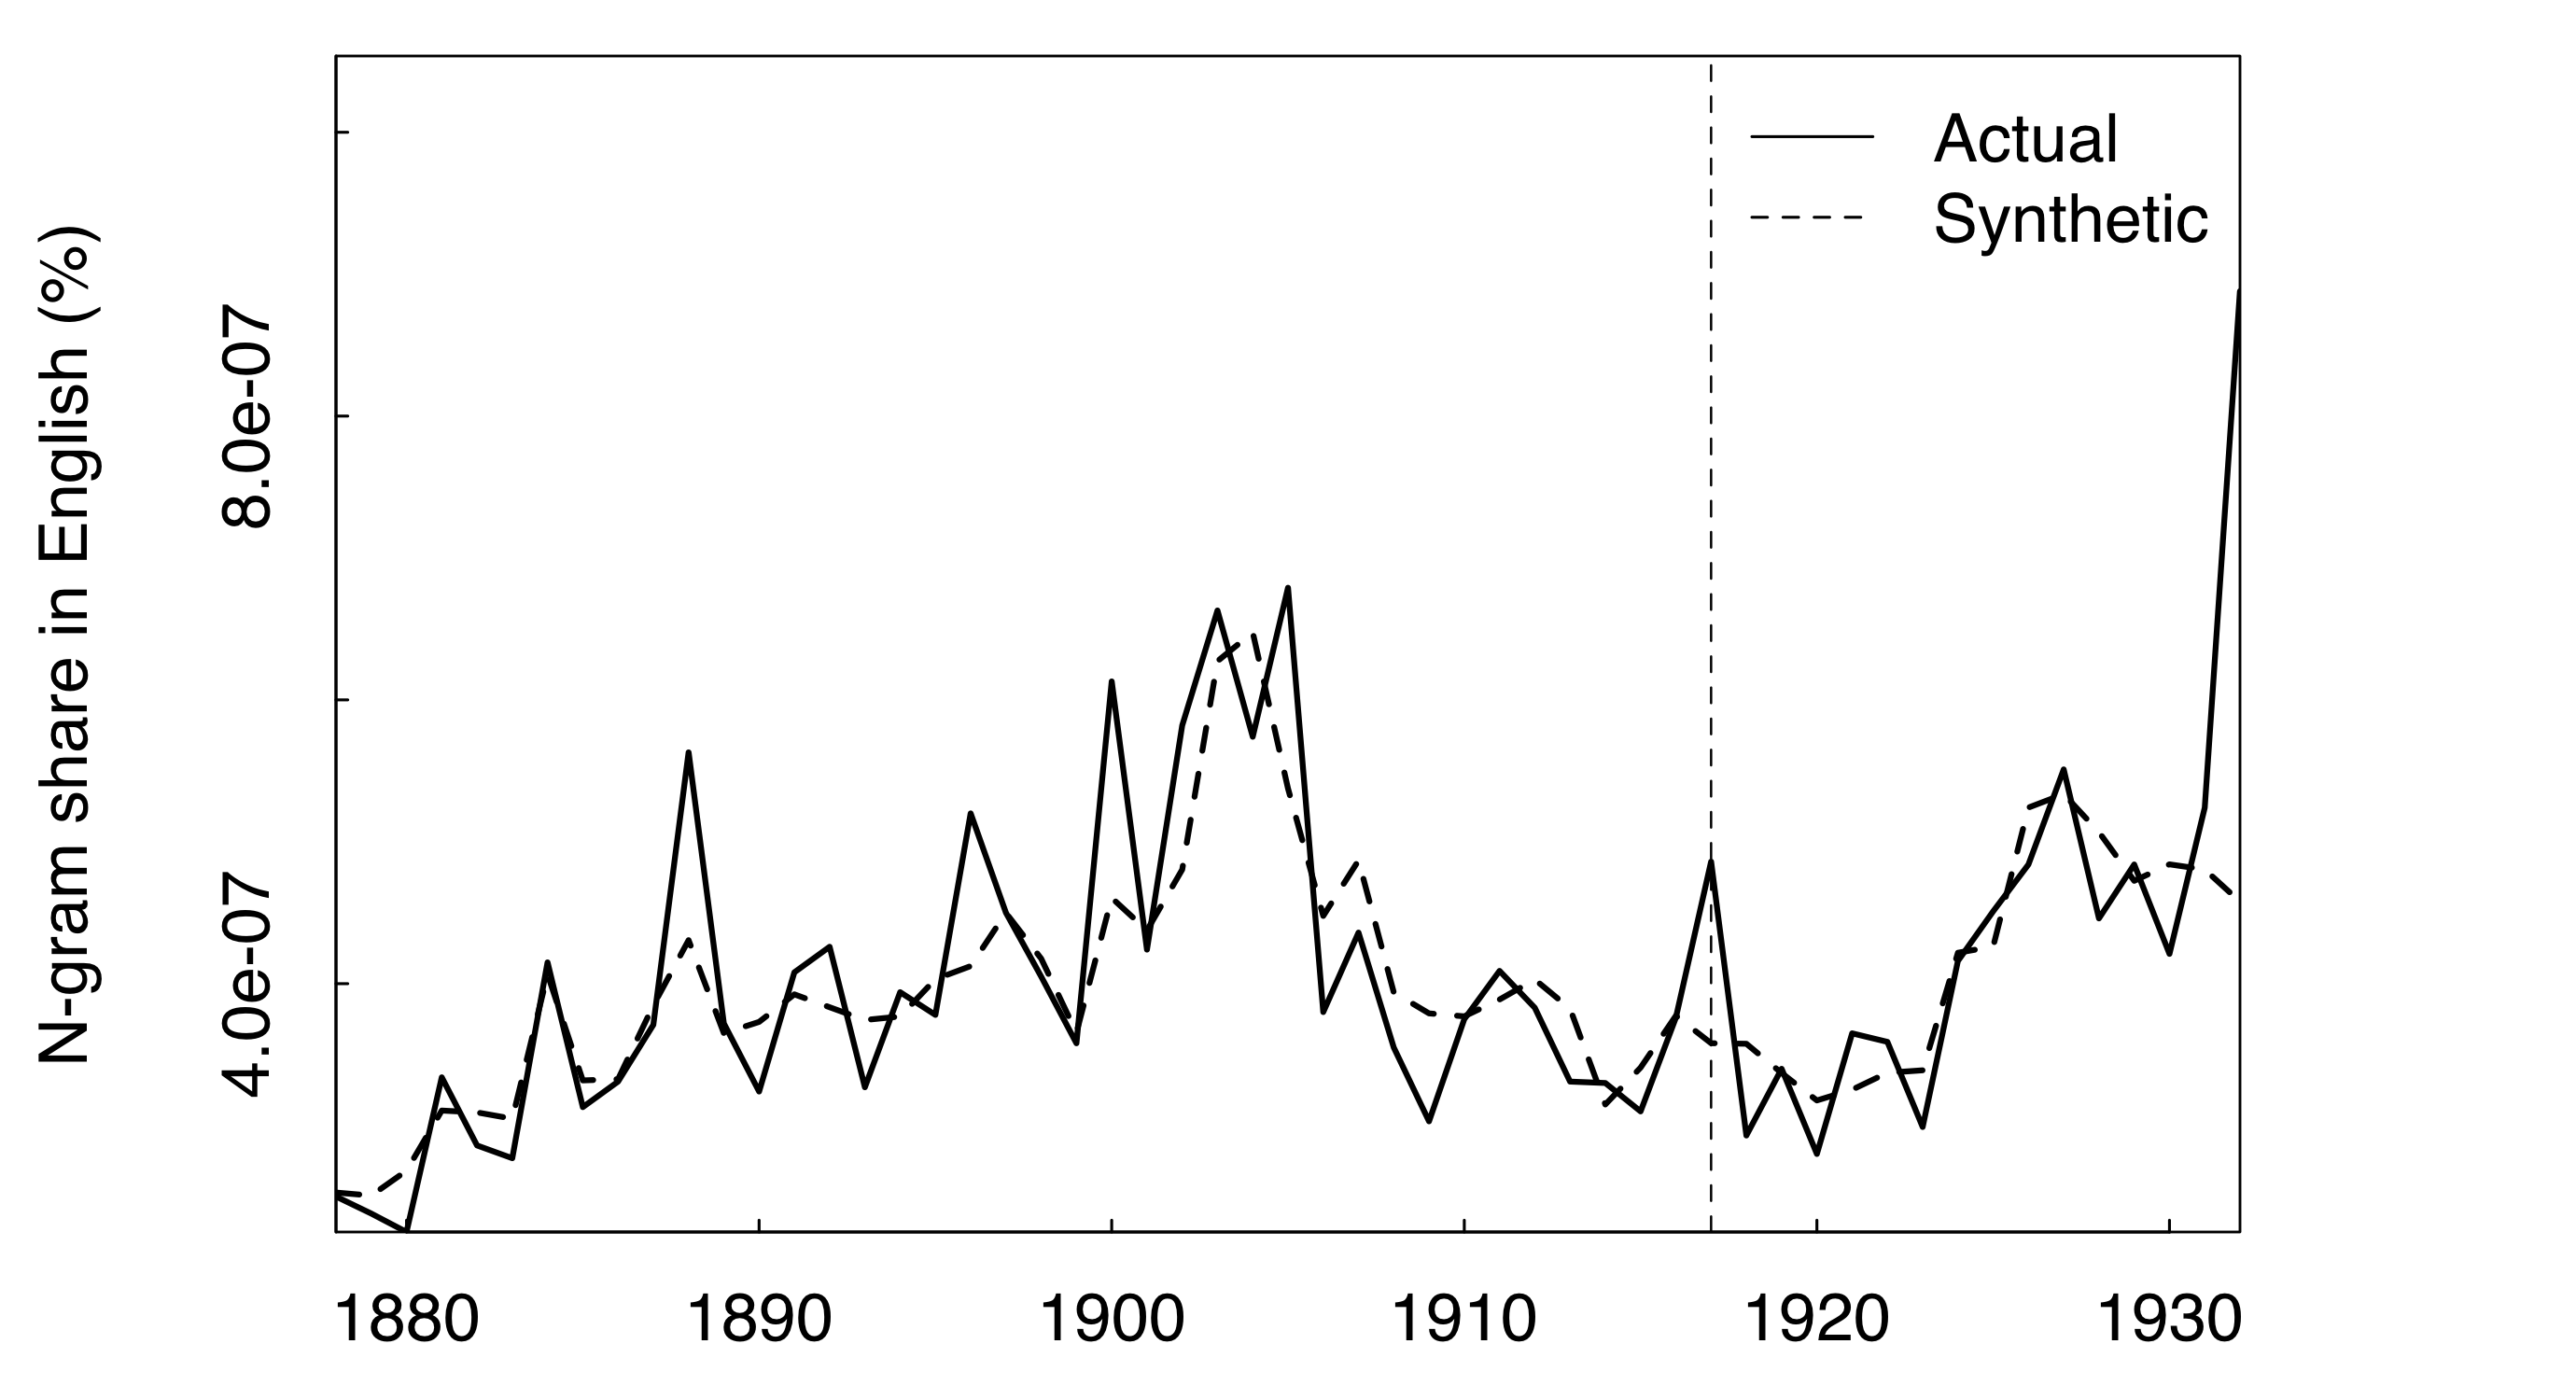 N-gram share in English (%)
8.0e-07
4.0e-07
Actual
Synthetic
1880 1890 1900 1910 1920 1930